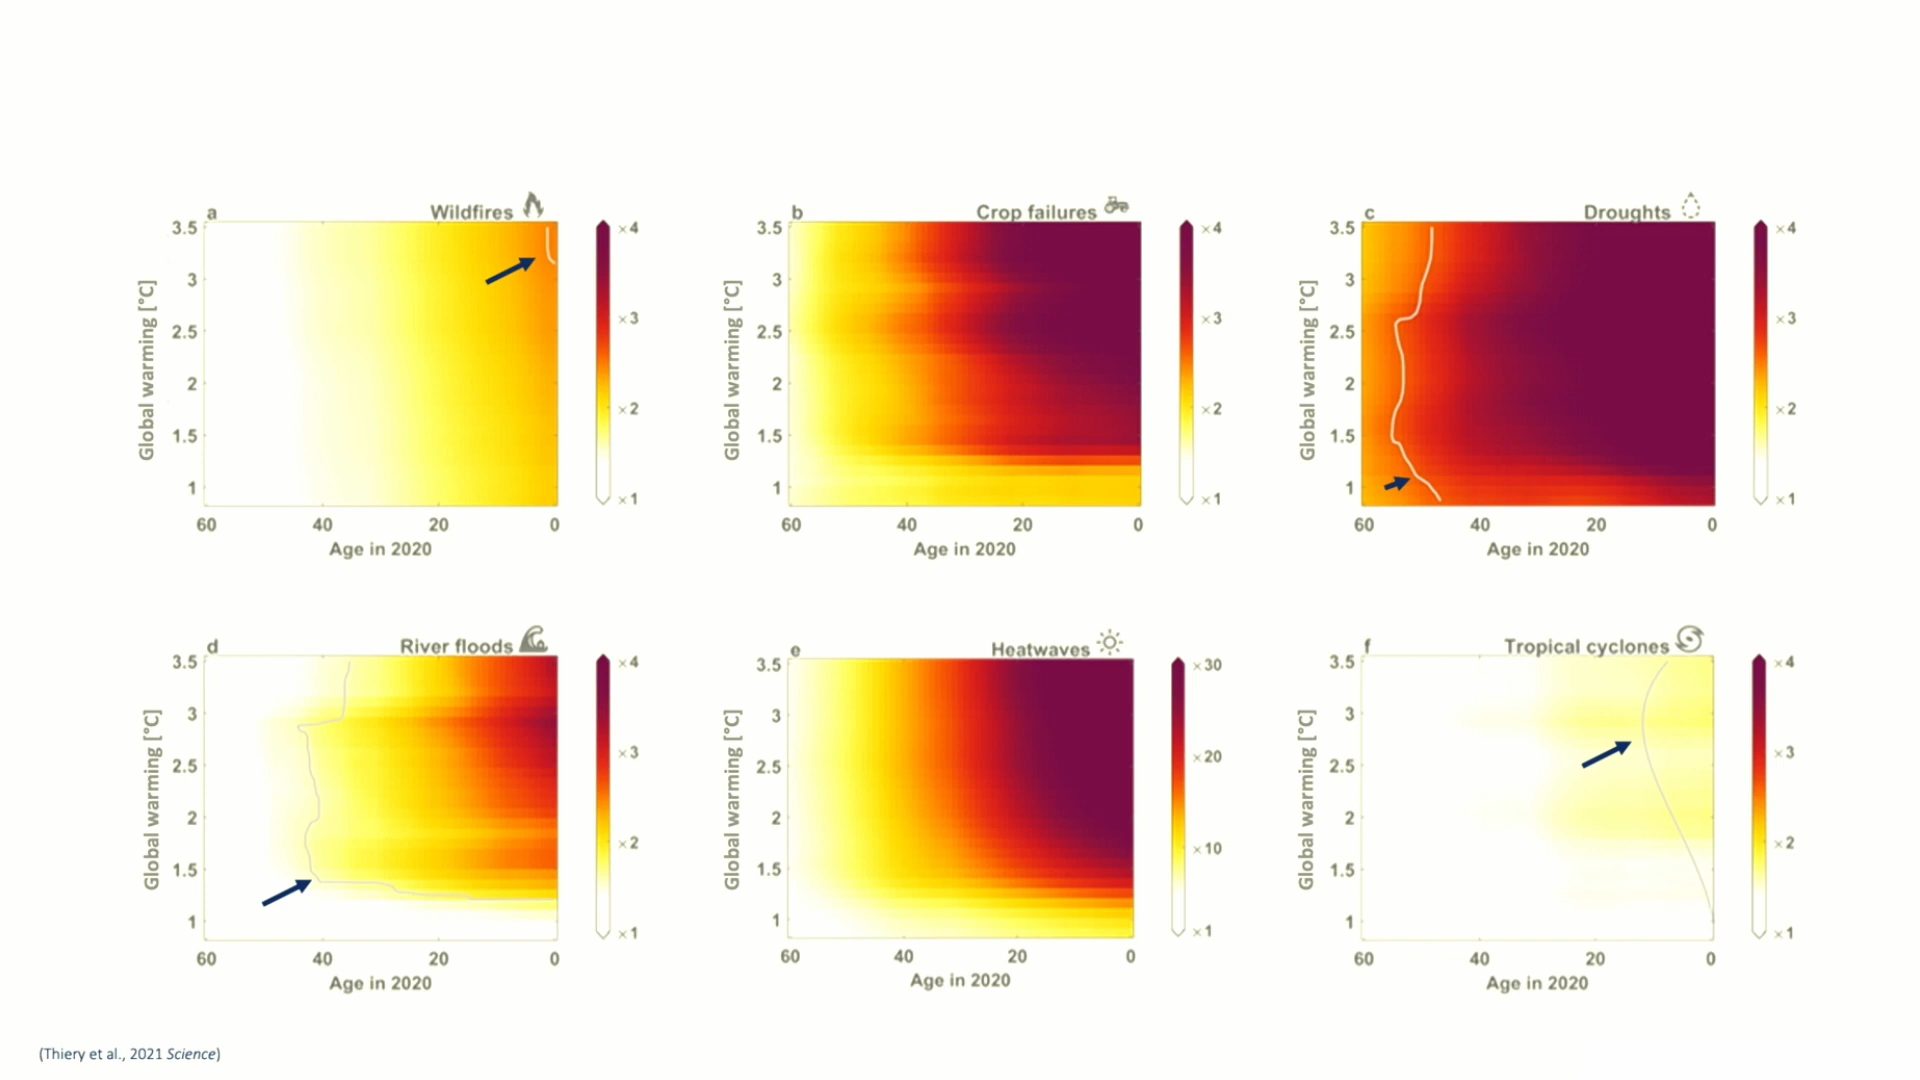 a Wildfires
3.5
3
2.5
2
1.5
1
Global warming [°C]
60 40 20 0
Age in 2020
×4
×3
×2
×1
b Crop failures
3.5
3
2.5
2
1.5
1
Global warming [°C]
60 40 20 0
Age in 2020
×4
×3
×2
×1
c Droughts
3.5
3
2.5
2
1.5
1
Global warming [°C]
60 40 20 0
Age in 2020
×4
×3
×2
×1
d River floods
3.5
3
2.5
2
1.5
1
Global warming [°C]
60 40 20 0
Age in 2020
×4
×3
×2
×1
e Heatwaves
3.5
3
2.5
2
1.5
1
Global warming [°C]
60 40 20 0
Age in 2020
×30
×20
×10
×1
f Tropical cyclones
3.5
3
2.5
2
1.5
1
Global warming [°C]
60 40 20 0
Age in 2020
×4
×3
×2
×1
(Thiery et al., 2021 Science)